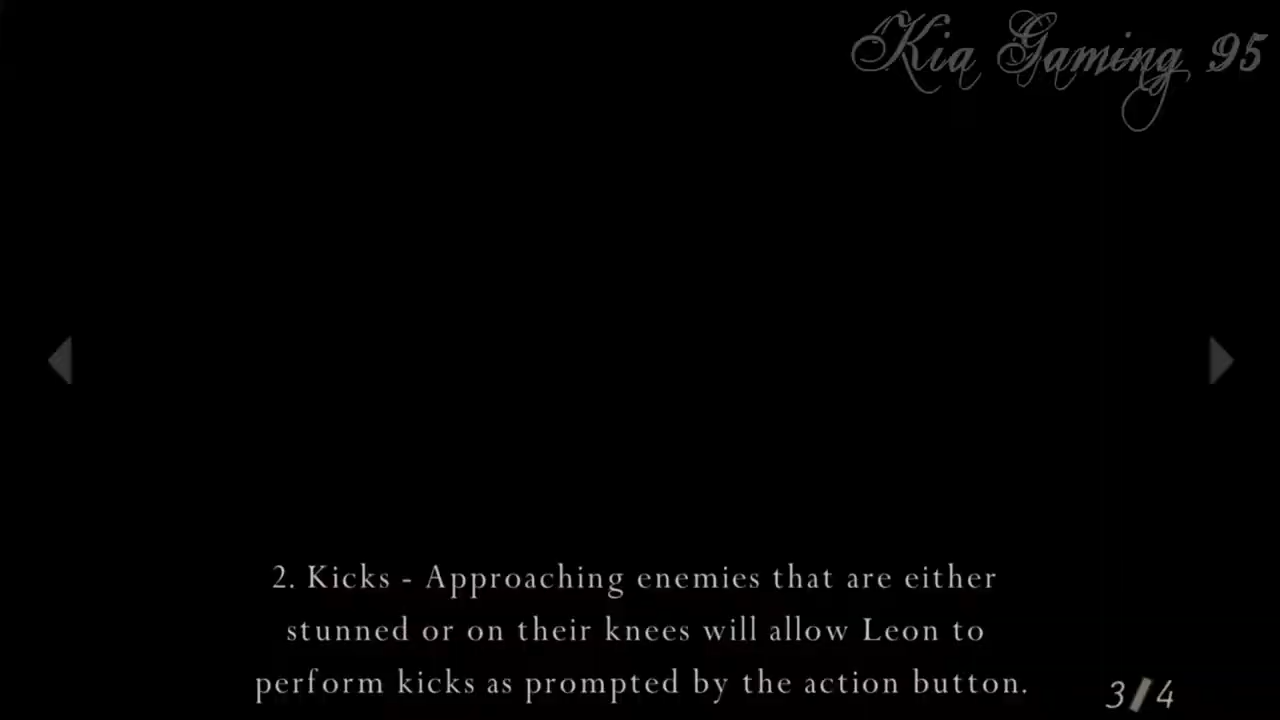 Kia Gaming 95
2. Kicks - Approaching enemies that are either
stunned or on their knees will allow Leon to
perform kicks as prompted by the action button.
3/4